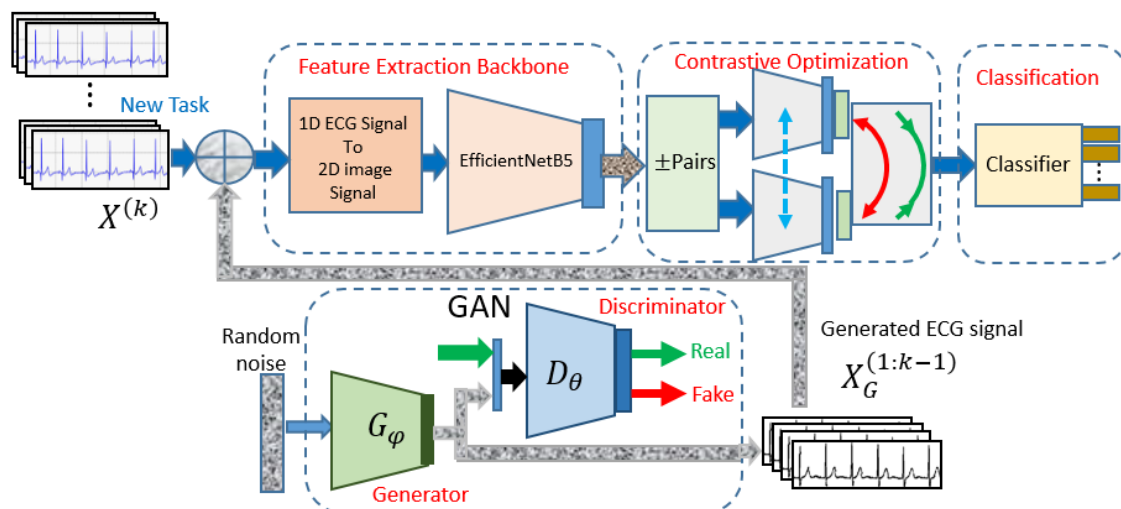 Feature Extraction Backbone
Contrastive Optimization
Classification
New Task
X^{(k)}
1D ECG Signal
To
2D image
Signal
EfficientNetB5
±Pairs
Classifier
GAN
Discriminator
Random
noise
G_φ
Generator
D_θ
Real
Fake
Generated ECG signal
X_G^{(1:k−1)}